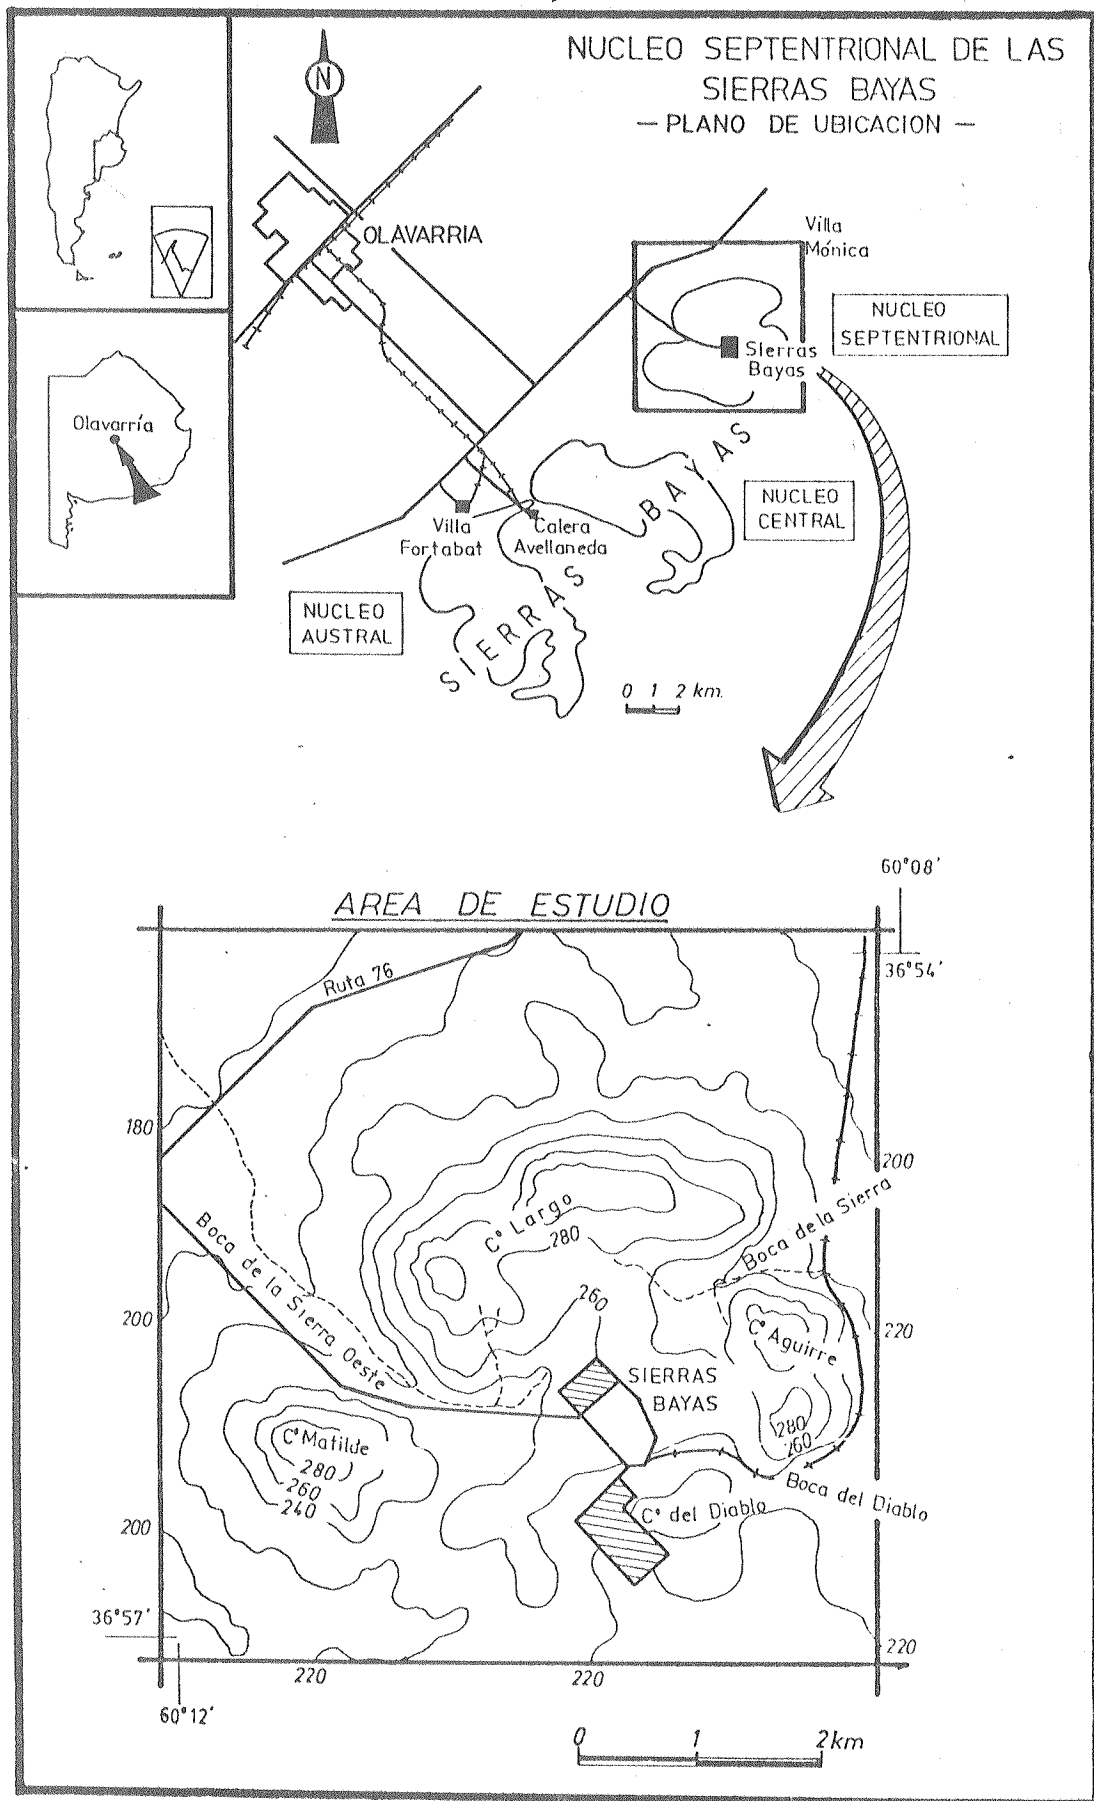 NUCLEO SEPTENTRIONAL DE LAS
SIERRAS BAYAS
— PLANO DE UBICACION —
N
OLAVARRIA
Villa
Mónica
NUCLEO
SEPTENTRIONAL
Sierras
Bayas
Olavarría
SIERRAS BAYAS
NUCLEO
CENTRAL
Villa
Fortabat
Calera
Avellaneda
NUCLEO
AUSTRAL
0 1 2 km.
60°08'
AREA DE ESTUDIO
36°54'
Ruta 76
180
200
Cº Largo
280
Boca de la Sierra
Boca de la Sierra Oeste
260
200
220
Cº Aguirre
SIERRAS
BAYAS
280
260
Cº Matilde
280
260
240
Boca del Diablo
Cº del Diablo
200
36°57'
220
220
220
60°12'
0 1 2km